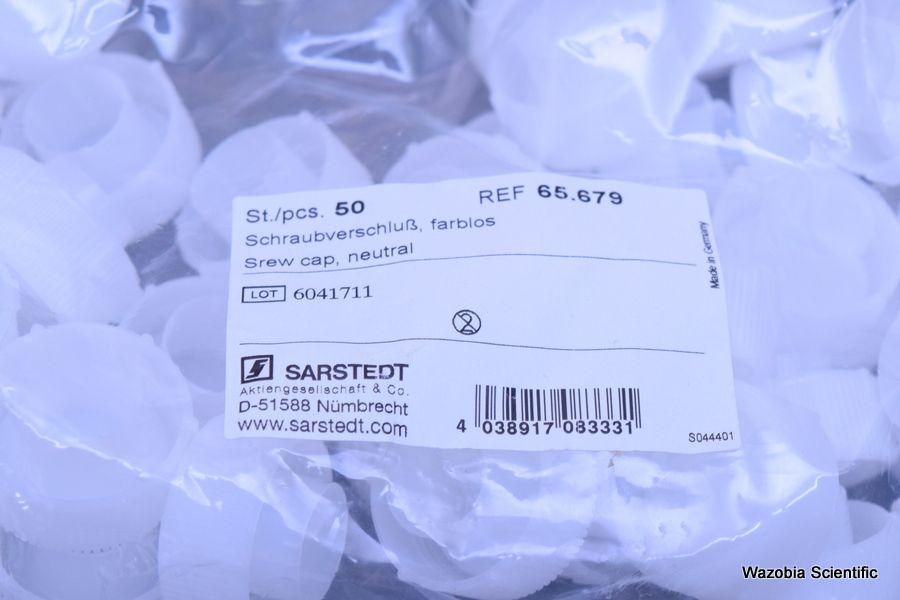 St./pcs. 50 REF 65.679
Schraubverschluß, farblos
Srew cap, neutral
Made in Germany
LOT 6041711
2
SARSTEDT
Aktiengesellschaft & Co.
D-51588 Nümbrecht
www.sarstedt.com
4 038917 083331
S044401
Wazobia Scientific